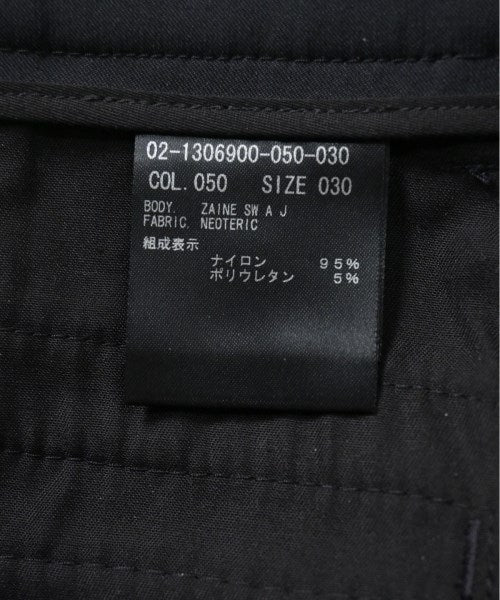 02-1306900-050-030
COL. 050 SIZE 030
BODY. ZAINE SW A J
FABRIC. NEOTERIC
組成表示
ナイロン 95%
ポリウレタン 5%